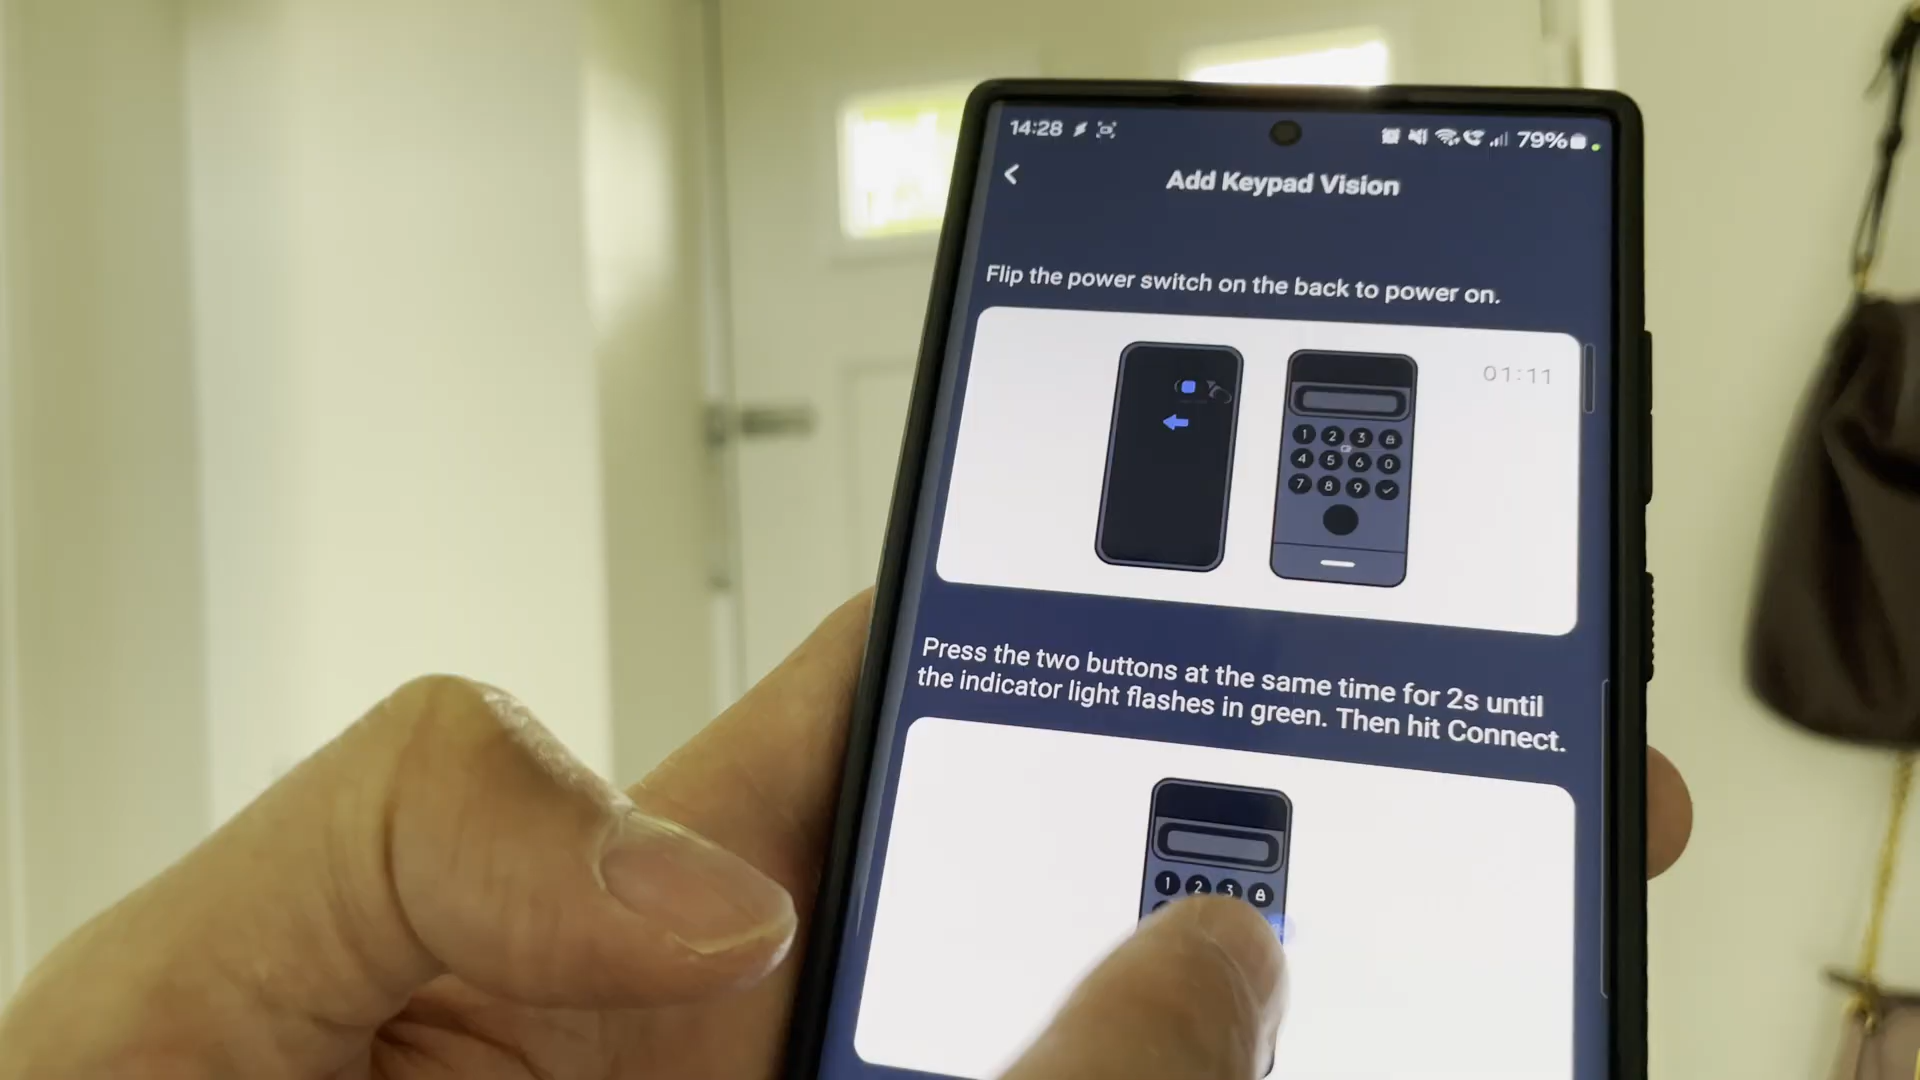 14:28
79%
Add Keypad Vision
Flip the power switch on the back to power on.
01:11
1 2 3
4 5 6 0
7 8 9
Press the two buttons at the same time for 2s until
the indicator light flashes in green. Then hit Connect.
1 2 3